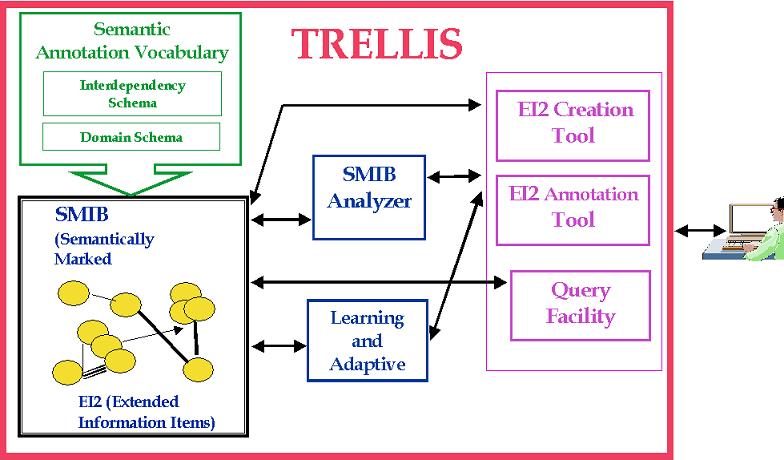 Semantic
Annotation Vocabulary
Interdependency
Schema
Domain Schema
TRELLIS
EI2 Creation
Tool
SMIB
Analyzer
EI2 Annotation
Tool
SMIB
(Semantically
Marked
Query
Facility
Learning
and
Adaptive
EI2 (Extended
Information Items)